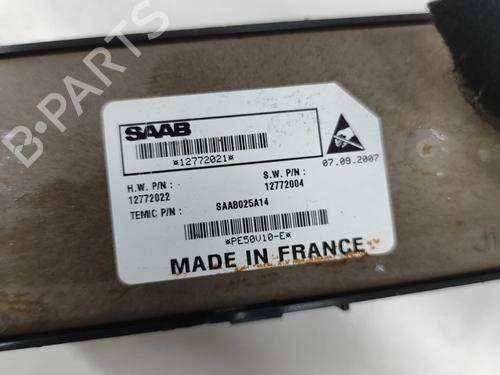 SAAB
*12772021*
07.09.2007
H.W. P/N : -
12772022
S.W. P/N :
12772004
TEMIC P/N :
SAAB025A14
*PE50V10-E*
MADE IN FRANCE
B-PARTS